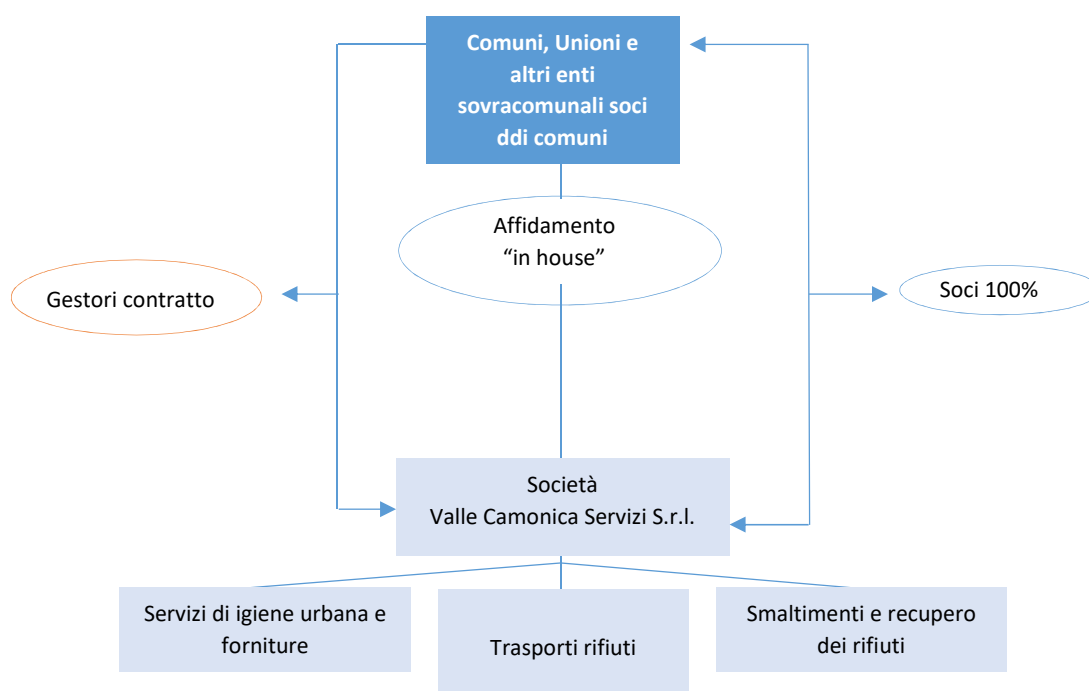 Comuni, Unioni e
altri enti
sovracomunali soci
ddi comuni
Affidamento
“in house”
Gestori contratto
Soci 100%
Società
Valle Camonica Servizi S.r.l.
Servizi di igiene urbana e
forniture
Trasporti rifiuti
Smaltimenti e recupero
dei rifiuti